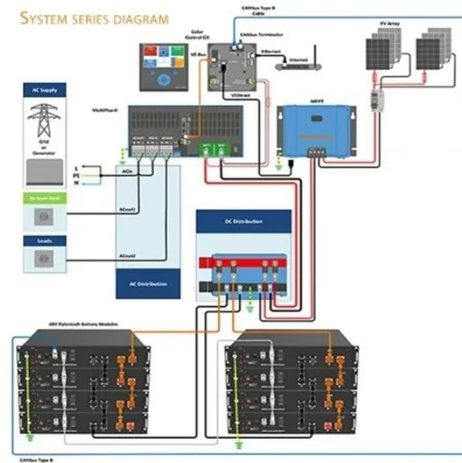 SYSTEM SERIES DIAGRAM
CANbus Type B
Cable
Color
Control GX
CANbus Terminator
PV Array
VE.Bus
Ethernet
Internet
AC Supply
MultiPlus-II
VE.Direct
MPPT
Grid
or
Generator
L
PE
N
ACin
ACout1
DC Distribution
Loads
ACout2
AC Distribution
48V Pylontech Battery Modules
CANbus Type B